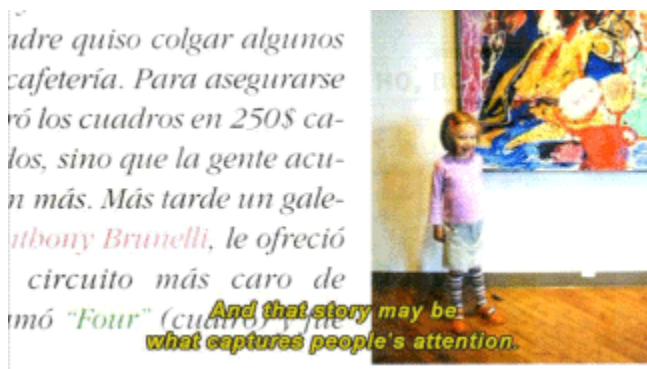 adre quiso colgar algunos
cafetería. Para asegurarse
ró los cuadros en 250$ ca-
dos, sino que la gente acu-
n más. Más tarde un gale-
nthony Brunelli, le ofreció
circuito más caro de
amó "Four" (cuatro) y fue
And that story may be
what captures people's attention.